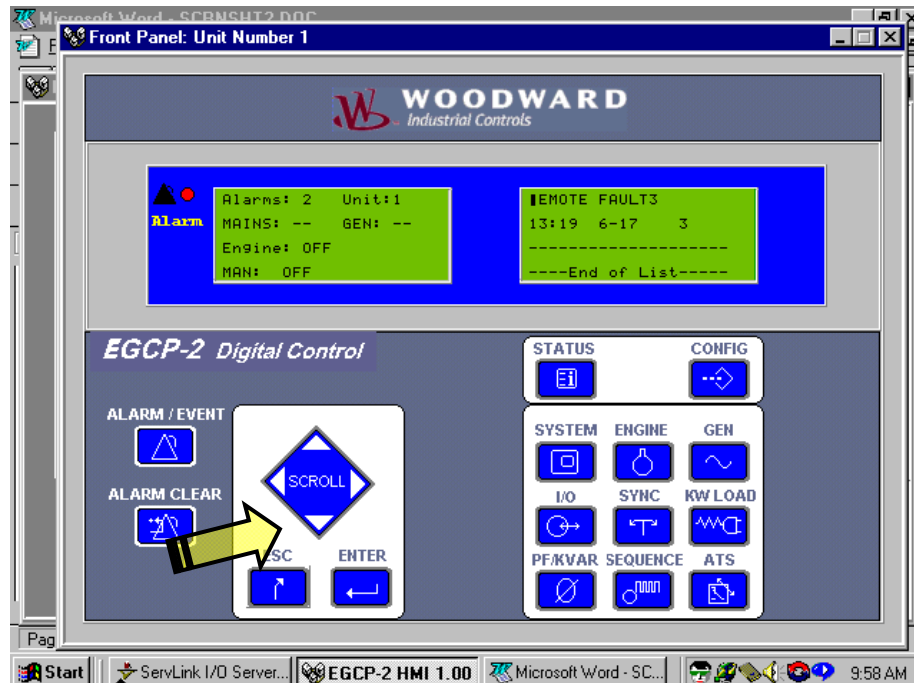 Microsoft Word - SCRNSHT2.DOC
Front Panel: Unit Number 1
WOODWARD
Industrial Controls
Alarm
Alarms: 2 Unit:1
MAINS: -- GEN: --
Engine: OFF
MAN: OFF
EMOTE FAULT3
13:19 6-17 3
--------------------
----End of List-----
EGCP-2 Digital Control
STATUS CONFIG
ALARM / EVENT
SYSTEM ENGINE GEN
SCROLL
ALARM CLEAR
I/O SYNC KW LOAD
ESC ENTER
PF/KVAR SEQUENCE ATS
Pag
Start ServLink I/O Server... EGCP-2 HMI 1.00 Microsoft Word - SC... 9:58 AM